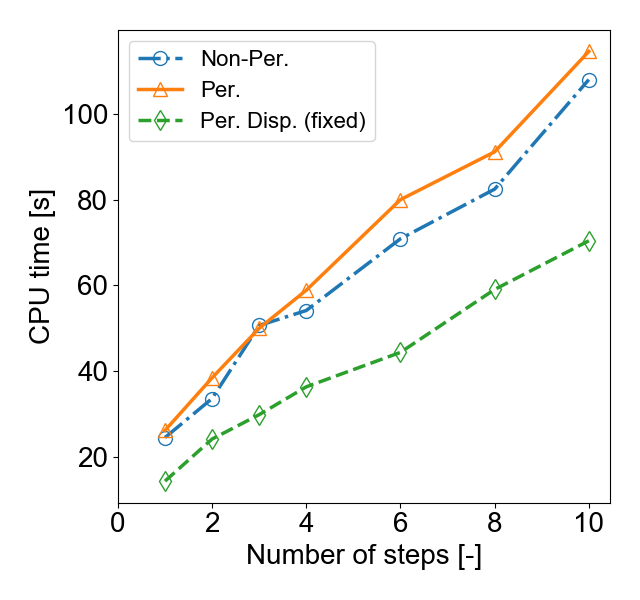 Non-Per.
Per.
Per. Disp. (fixed)
100
80
60
40
20
CPU time [s]
0 2 4 6 8 10
Number of steps [-]